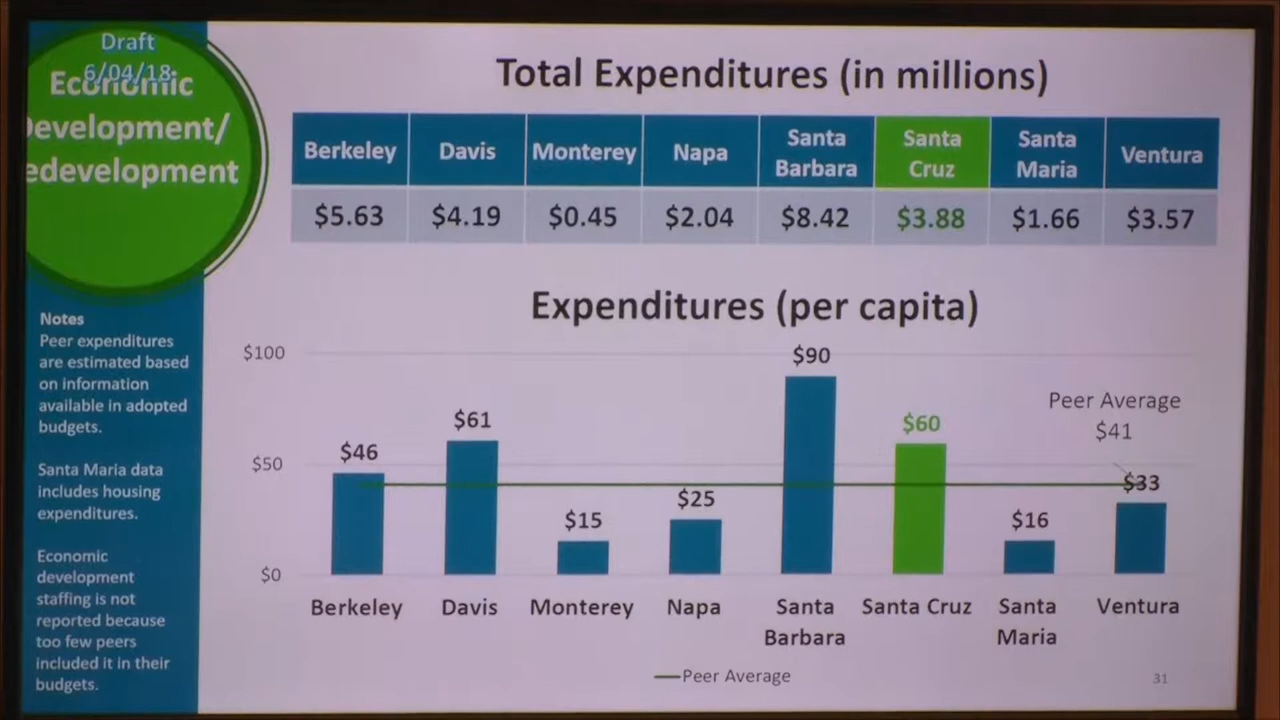 Draft
6/04/18
Economic
Development/
edevelopment
Total Expenditures (in millions)
Berkeley Davis Monterey Napa Santa Barbara Santa Cruz Santa Maria Ventura
$5.63 $4.19 $0.45 $2.04 $8.42 $3.88 $1.66 $3.57
Notes
Peer expenditures
are estimated based
on information
available in adopted
budgets.
Santa Maria data
includes housing
expenditures.
Economic
development
staffing is not
reported because
too few peers
included it in their
budgets.
Expenditures (per capita)
$100
$50
$0
$46
$61
$15
$25
$90
$60
$16
$33
Peer Average
$41
Berkeley Davis Monterey Napa Santa Barbara Santa Cruz Santa Maria Ventura
Peer Average
31